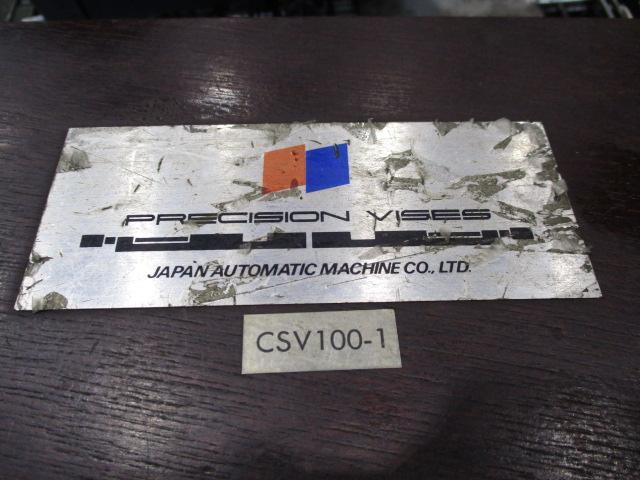 PRECISION VISES
JAPAN AUTOMATIC MACHINE CO., LTD.
CSV100-1